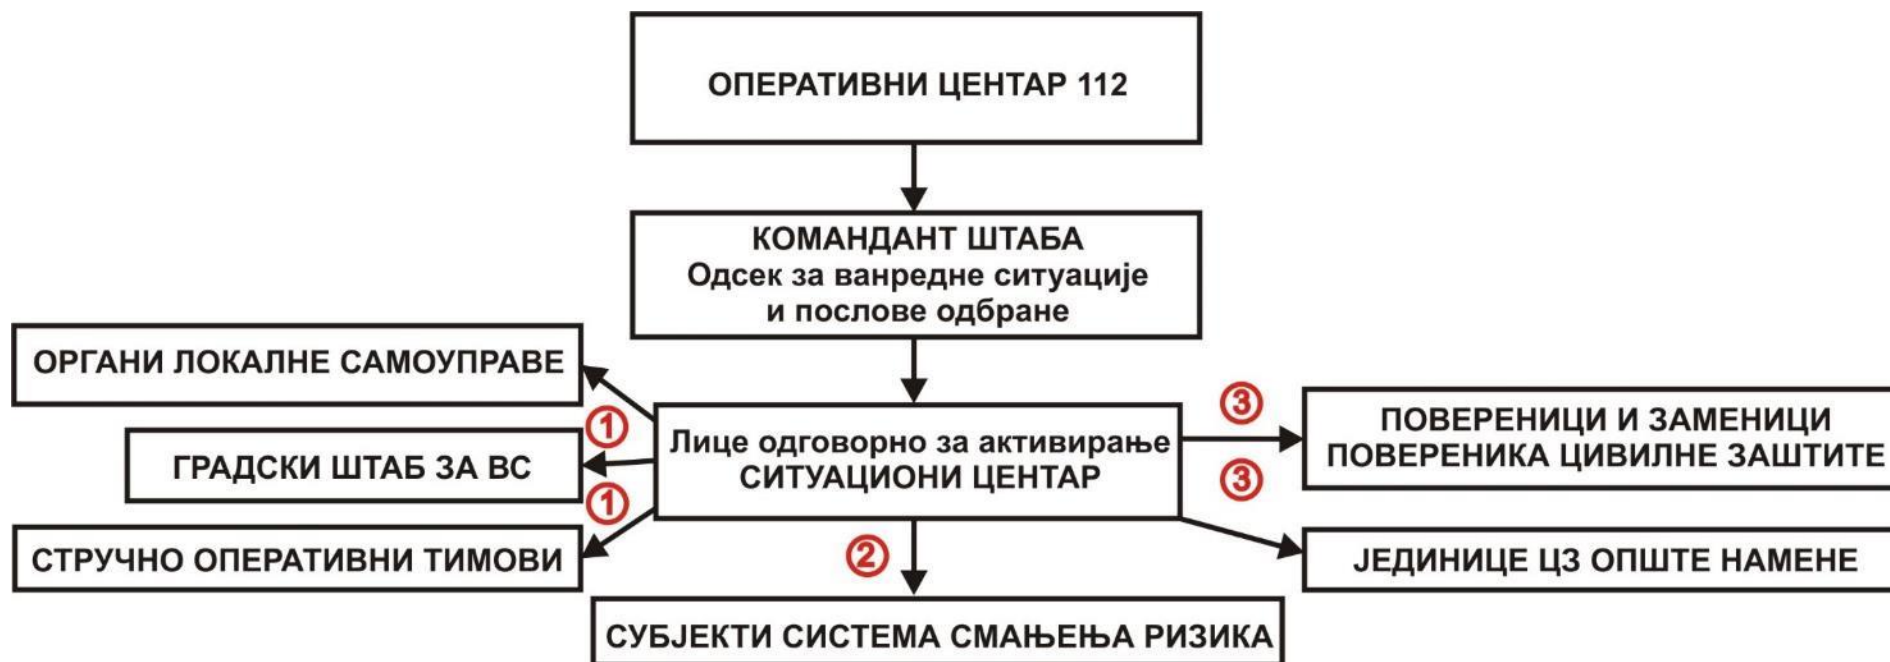 ОПЕРАТИВНИ ЦЕНТАР 112
КОМАНДАНТ ШТАБА
Одсек за ванредне ситуације
и послове одбране
ОРГАНИ ЛОКАЛНЕ САМОУПРАВЕ
1
ГРАДСКИ ШТАБ ЗА ВС
1
СТРУЧНО ОПЕРАТИВНИ ТИМОВИ
Лице одговорно за активирање
СИТУАЦИОНИ ЦЕНТАР
3
ПОВЕРЕНИЦИ И ЗАМЕНИЦИ
ПОВЕРЕНИКА ЦИВИЛНЕ ЗАШТИТЕ
3
ЈЕДИНИЦЕ ЦЗ ОПШТЕ НАМЕНЕ
2
СУБЈЕКТИ СИСТЕМА СМАЊЕЊА РИЗИКА